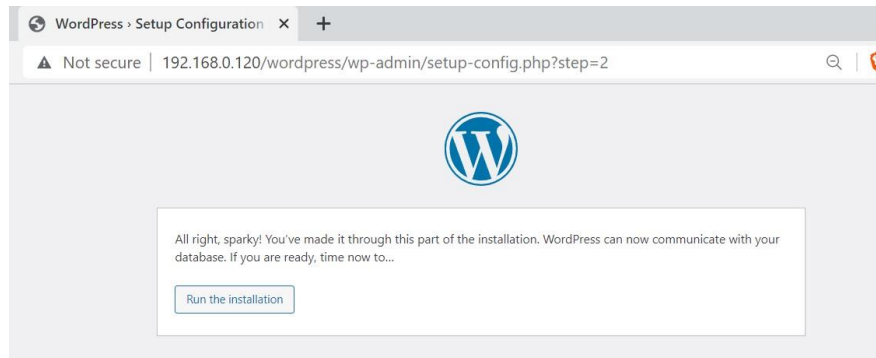 WordPress › Setup Configuration
Not secure 192.168.0.120/wordpress/wp-admin/setup-config.php?step=2
W
All right, sparky! You've made it through this part of the installation. WordPress can now communicate with your
database. If you are ready, time now to...
Run the installation